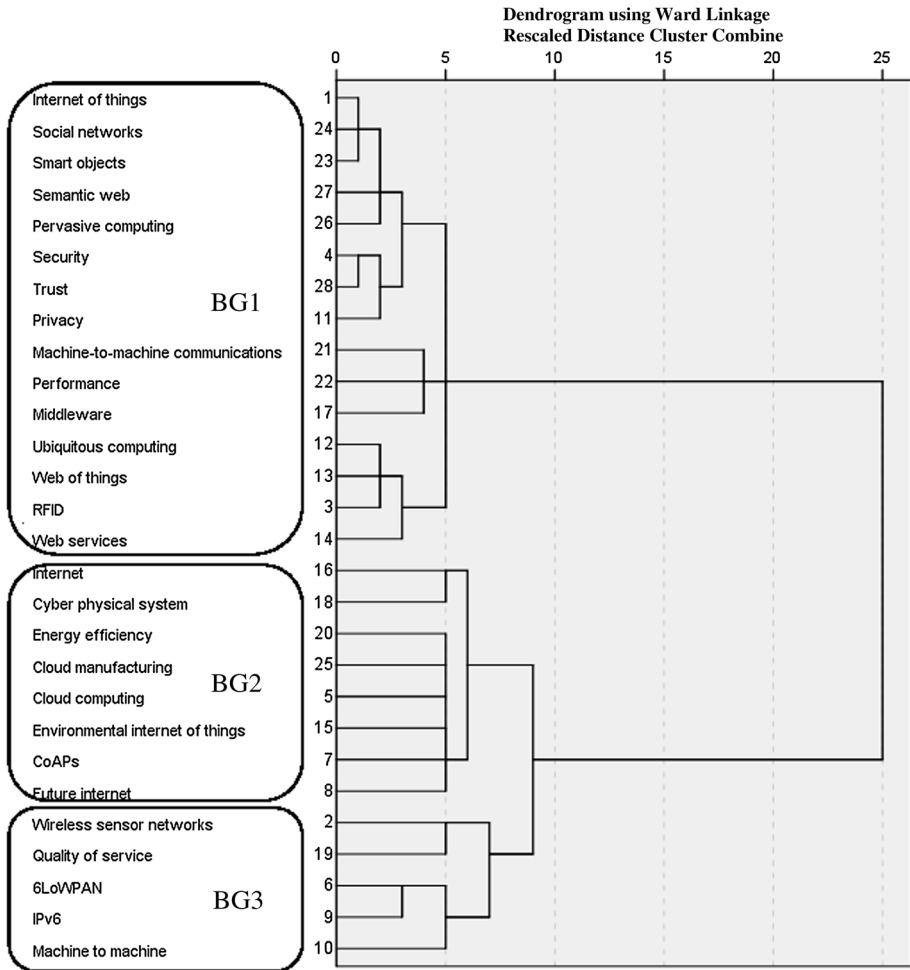 Dendrogram using Ward Linkage
Rescaled Distance Cluster Combine
0 5 10 15 20 25
Internet of things 1
Social networks 24
Smart objects 23
Semantic web 27
Pervasive computing 26
Security 4
Trust 28
BG1
Privacy 11
Machine-to-machine communications 21
Performance 22
Middleware 17
Ubiquitous computing 12
Web of things 13
RFID 3
Web services 14
Internet 16
Cyber physical system 18
Energy efficiency 20
Cloud manufacturing 25
BG2
Cloud computing 5
Environmental internet of things 15
CoAPs 7
Future internet 8
Wireless sensor networks 2
Quality of service 19
6LoWPAN 6
BG3
IPv6 9
Machine to machine 10